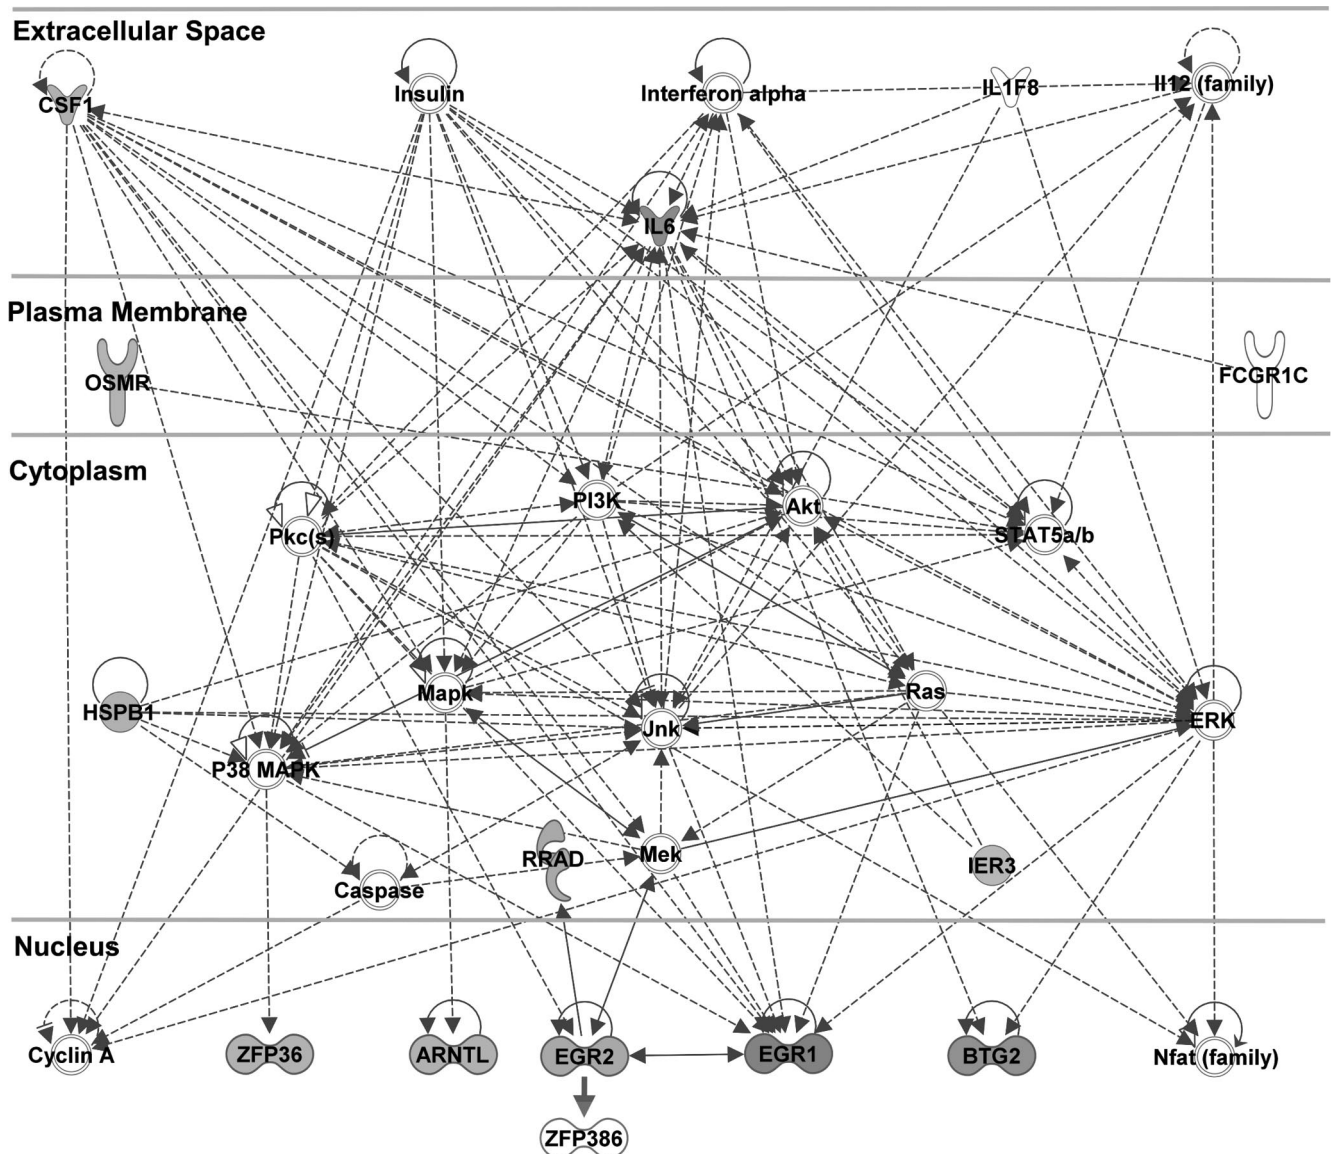 Extracellular Space
CSF1
Insulin
Interferon alpha
IL1F8
Il12 (family)
IL6
Plasma Membrane
OSMR
FCGR1C
Cytoplasm
Pkc(s)
PI3K
Akt
STAT5a/b
HSPB1
Mapk
Jnk
Ras
ERK
P38 MAPK
Caspase
RRAD
Mek
IER3
Nucleus
Cyclin A
ZFP36
ARNTL
EGR2
EGR1
BTG2
Nfat (family)
ZFP386